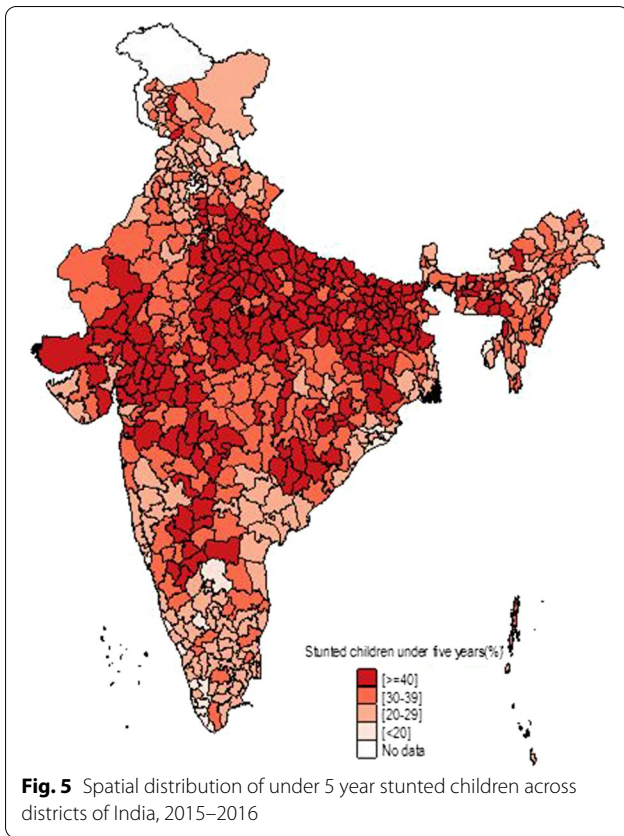 Stunted children under five years(%)
[>=40]
[30-39]
[20-29]
[<20]
No data
Fig. 5 Spatial distribution of under 5 year stunted children across
districts of India, 2015–2016